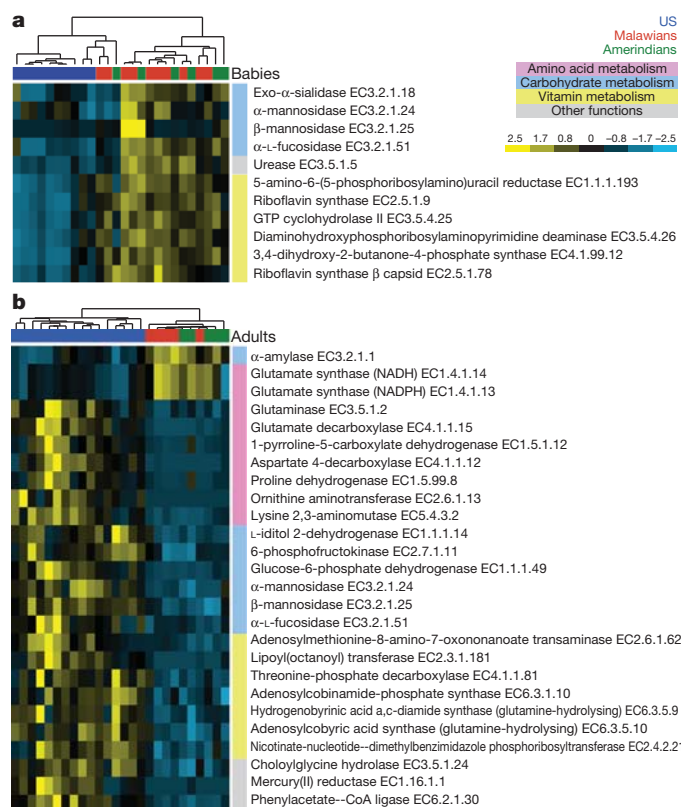 a
US
Malawians
Amerindians
Babies
Amino acid metabolism
Carbohydrate metabolism
Vitamin metabolism
Other functions
2.5 1.7 0.8 0 −0.8 −1.7 −2.5
Exo-α-sialidase EC3.2.1.18
α-mannosidase EC3.2.1.24
β-mannosidase EC3.2.1.25
α-L-fucosidase EC3.2.1.51
Urease EC3.5.1.5
5-amino-6-(5-phosphoribosylamino)uracil reductase EC1.1.1.193
Riboflavin synthase EC2.5.1.9
GTP cyclohydrolase II EC3.5.4.25
Diaminohydroxyphosphoribosylaminopyrimidine deaminase EC3.5.4.26
3,4-dihydroxy-2-butanone-4-phosphate synthase EC4.1.99.12
Riboflavin synthase β capsid EC2.5.1.78
b
Adults
α-amylase EC3.2.1.1
Glutamate synthase (NADH) EC1.4.1.14
Glutamate synthase (NADPH) EC1.4.1.13
Glutaminase EC3.5.1.2
Glutamate decarboxylase EC4.1.1.15
1-pyrroline-5-carboxylate dehydrogenase EC1.5.1.12
Aspartate 4-decarboxylase EC4.1.1.12
Proline dehydrogenase EC1.5.99.8
Ornithine aminotransferase EC2.6.1.13
Lysine 2,3-aminomutase EC5.4.3.2
L-iditol 2-dehydrogenase EC1.1.1.14
6-phosphofructokinase EC2.7.1.11
Glucose-6-phosphate dehydrogenase EC1.1.1.49
α-mannosidase EC3.2.1.24
β-mannosidase EC3.2.1.25
α-L-fucosidase EC3.2.1.51
Adenosylmethionine-8-amino-7-oxononanoate transaminase EC2.6.1.62
Lipoyl(octanoyl) transferase EC2.3.1.181
Threonine-phosphate decarboxylase EC4.1.1.81
Adenosylcobinamide-phosphate synthase EC6.3.1.10
Hydrogenobyrinic acid a,c-diamide synthase (glutamine-hydrolysing) EC6.3.5.9
Adenosylcobyric acid synthase (glutamine-hydrolysing) EC6.3.5.10
Nicotinate-nucleotide--dimethylbenzimidazole phosphoribosyltransferase EC2.4.2.21
Choloylglycine hydrolase EC3.5.1.24
Mercury(II) reductase EC1.16.1.1
Phenylacetate--CoA ligase EC6.2.1.30